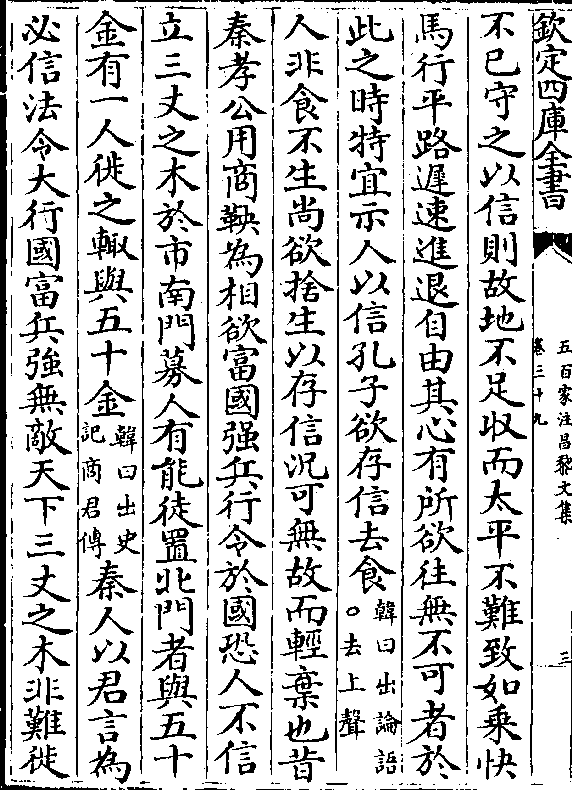 欽定四庫全書
五百家注昌黎文集
卷三十九
三
不已守之以信則故地不足収而太平不難致如乗快
馬行平路遲速進退自由其心有所欲往無不可者於
此之時特宜示人以信孔子欲存信去食韓曰出論語○去上聲
人非食不生尚欲捨生以存信況可無故而輕棄也昔
秦孝公用商鞅為相欲富國强兵行令於國恐人不信
立三丈之木於市南門募人有能徒置北門者與五十
金有一人徙之輙與五十金韓曰出史記商君傳秦人以君言為
必信法令大行國富兵強無敵天下三丈之木非難徙